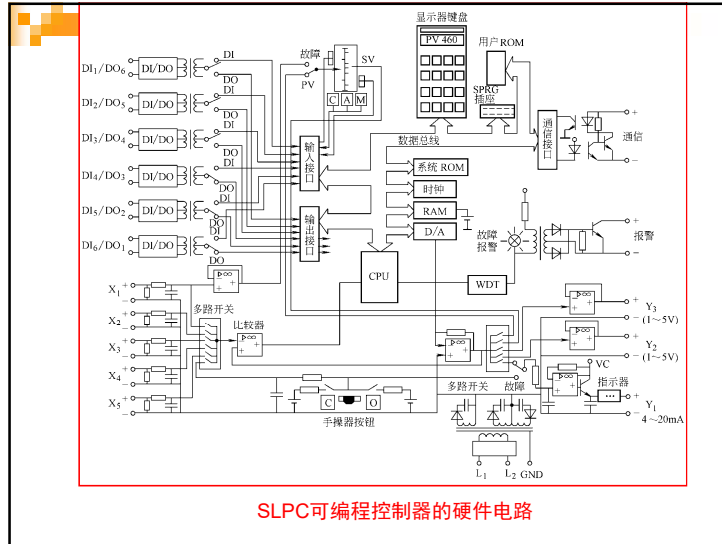 显示器键盘
PV 460
用户ROM
SPRG
插座
故障
SV
PV
C A M
DI1/DO6 DI/DO DI
DO
DI2/DO5 DI/DO DI
DO
DI3/DO4 DI/DO DI
DO
DI4/DO3 DI/DO DI
DO
DI5/DO2 DI/DO DI
DO
DI6/DO1 DI/DO DI
DO
输入接口
输出接口
数据总线
通信接口
+
通信
−
系统 ROM
时钟
RAM
D/A
CPU
WDT
故障
报警
+
报警
−
X1
X2
X3
X4
X5
多路开关
比较器
手操器按钮
C O
多路开关
故障
Y3
(1～5V)
Y2
(1～5V)
VC
指示器
Y1
4～20mA
L1 L2 GND
SLPC可编程控制器的硬件电路